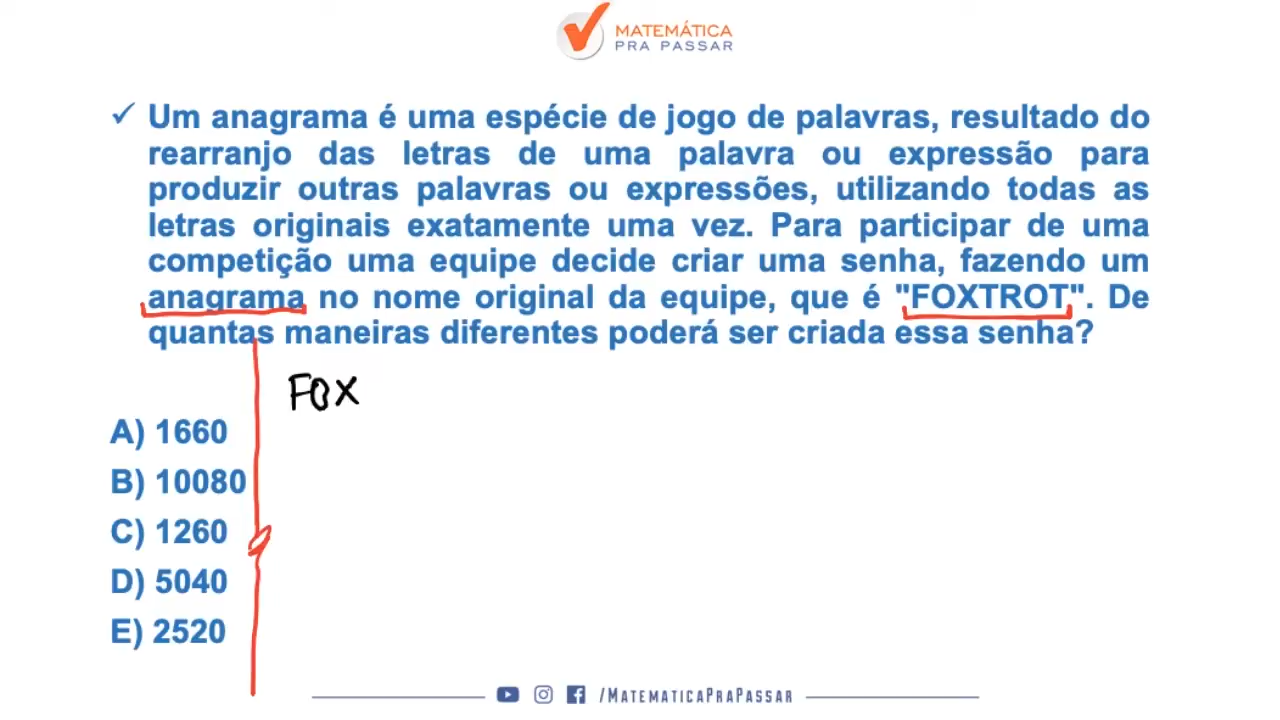 MATEMÁTICA
PRA PASSAR
✓ Um anagrama é uma espécie de jogo de palavras, resultado do
rearranjo das letras de uma palavra ou expressão para
produzir outras palavras ou expressões, utilizando todas as
letras originais exatamente uma vez. Para participar de uma
competição uma equipe decide criar uma senha, fazendo um
anagrama no nome original da equipe, que é "FOXTROT". De
quantas maneiras diferentes poderá ser criada essa senha?
FOX
A) 1660
B) 10080
C) 1260
D) 5040
E) 2520
/MATEMATICAPRAPASSAR